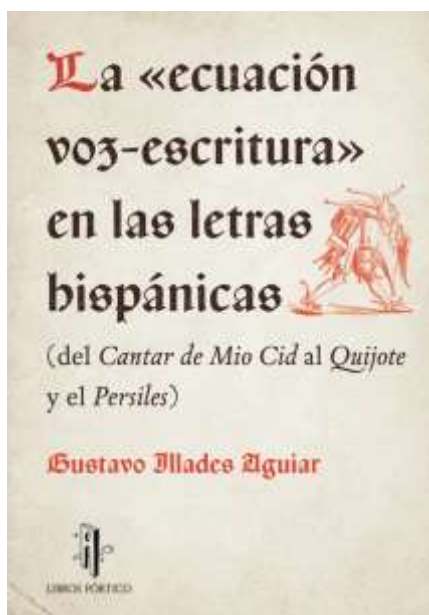 La «ecuación
voz-escritura»
en las letras
hispánicas
(del Cantar de Mio Cid al Quijote
y el Persiles)
Gustavo Illades Aguiar
LIBROS PÓRTICO